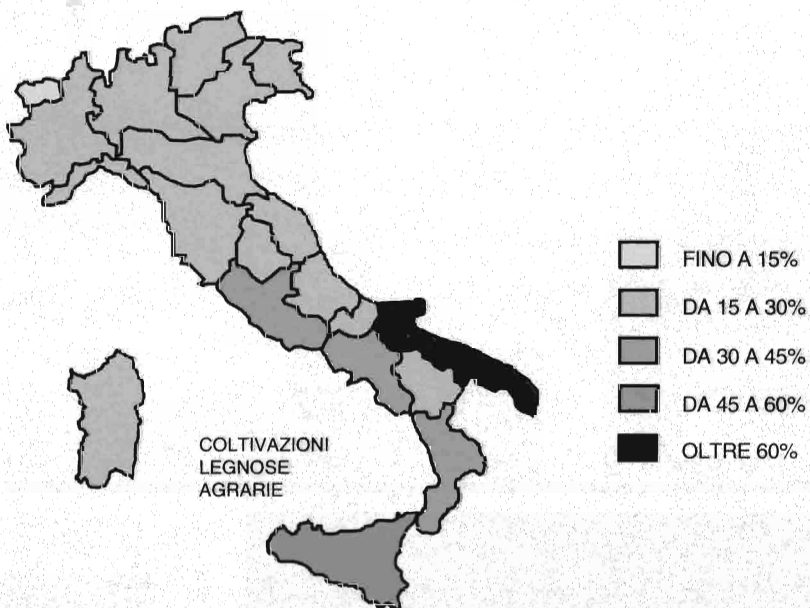 FINO A 15%
DA 15 A 30%
DA 30 A 45%
DA 45 A 60%
OLTRE 60%
COLTIVAZIONI
LEGNOSE
AGRARIE